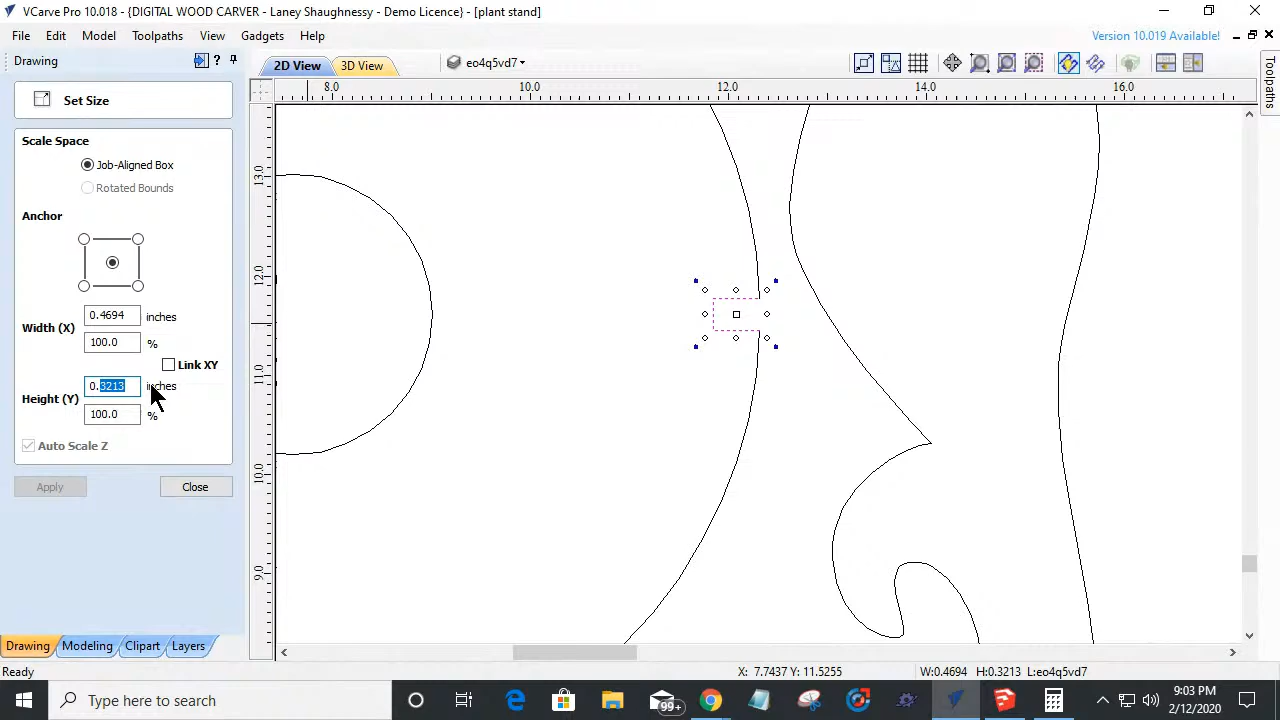 VCarve Pro 10.018 - {DIGITAL WOOD CARVER - Laney Shaughnessy - Demo Licence} - [plant stand]
File Edit Model Toolpaths View Gadgets Help
Version 10.019 Available!
Drawing
2D View
3D View
eo4q5vd7
Toolpaths
Set Size
8.0 10.0 12.0 14.0 16.0
13.0
12.0
11.0
10.0
9.0
Scale Space
Job-Aligned Box
Rotated Bounds
Anchor
0.4694 inches
Width (X)
100.0 %
Link XY
0.3213 inches
Height (Y)
100.0 %
Auto Scale Z
Apply
Close
Drawing Modeling Clipart Layers
Ready
X: 7.7437 Y: 11.5255
W:0.4694 H:0.3213 L:eo4q5vd7
Type here to search
99+
9:03 PM
2/12/2020